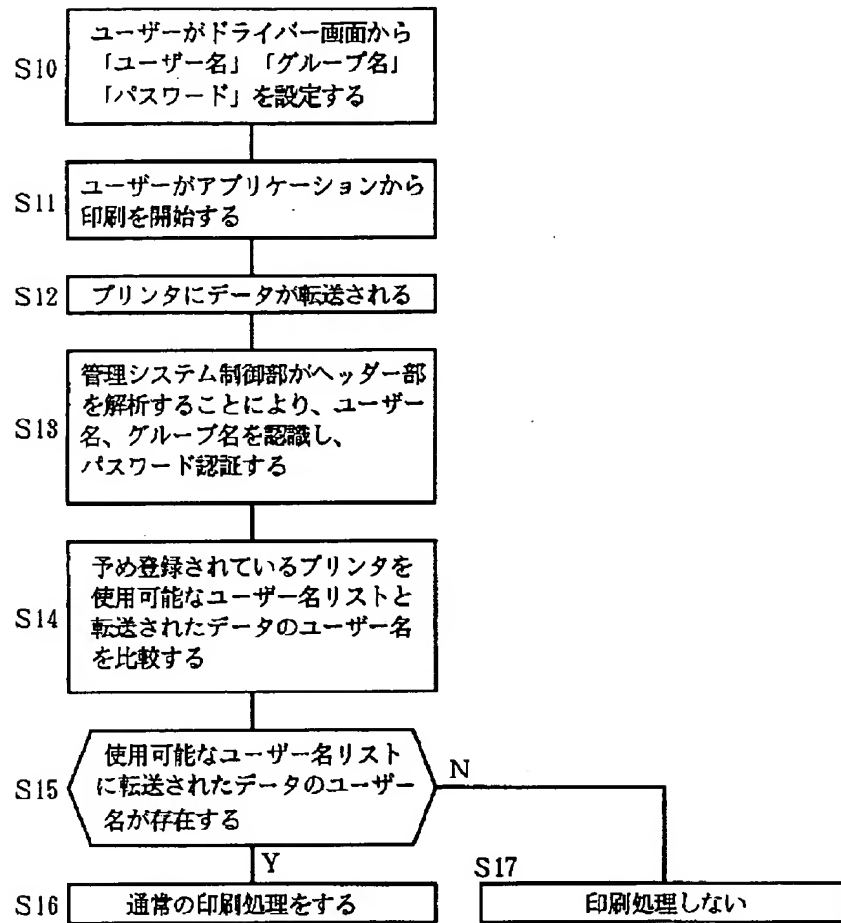 S10
ユーザーがドライバー画面から
「ユーザー名」「グループ名」
「パスワード」を設定する
S11
ユーザーがアプリケーションから
印刷を開始する
S12
プリンタにデータが転送される
S13
管理システム制御部がヘッダー部
を解析することにより、ユーザー
名、グループ名を認識し、
パスワード認証する
S14
予め登録されているプリンタを
使用可能なユーザー名リストと
転送されたデータのユーザー名
を比較する
S15
使用可能なユーザー名リスト
に転送されたデータのユーザー
名が存在する
N
Y
S17
S16
通常の印刷処理をする
印刷処理しない